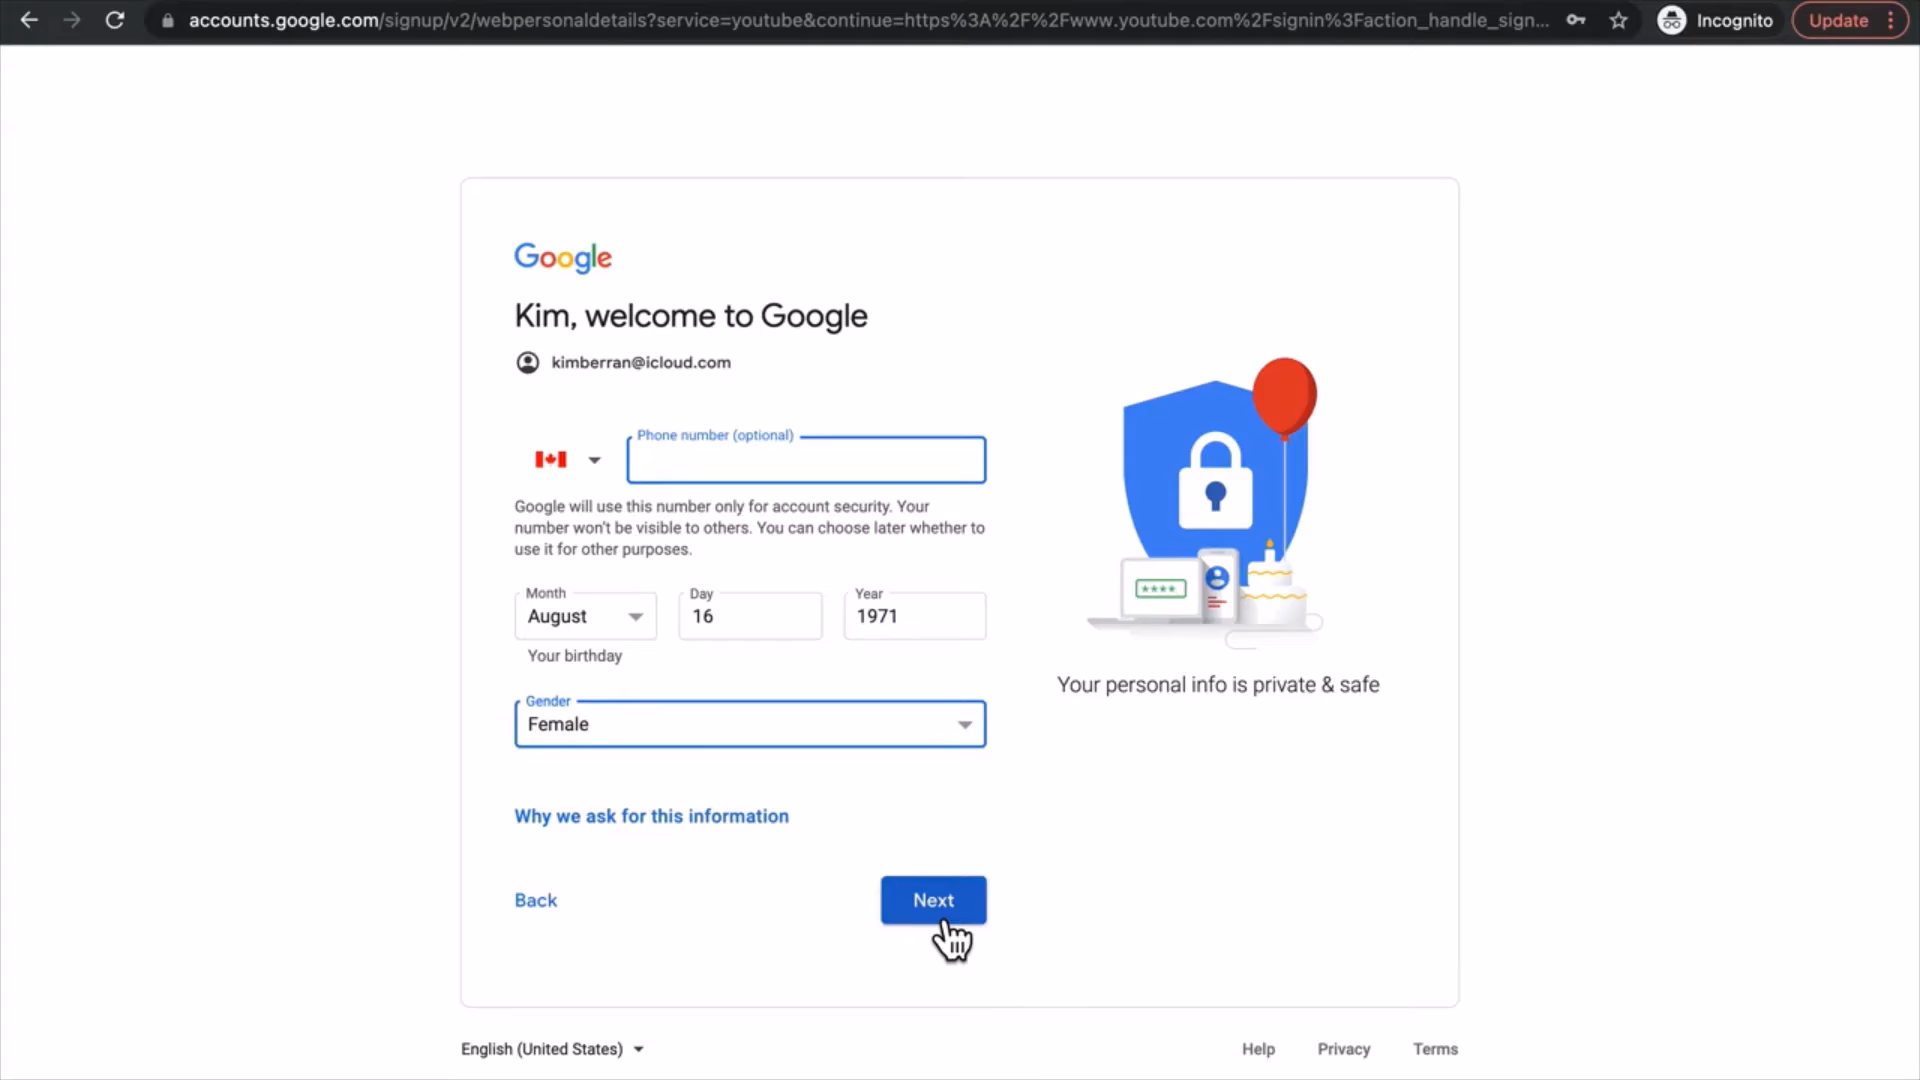 accounts.google.com/signup/v2/webpersonaldetails?service=youtube&continue=https%3A%2F%2Fwww.youtube.com%2Fsignin%3Faction_handle_sign...
Incognito
Update
Google
Kim, welcome to Google
kimberran@icloud.com
Phone number (optional)
Google will use this number only for account security. Your
number won't be visible to others. You can choose later whether to
use it for other purposes.
Month
August
Day
16
Year
1971
Your birthday
Gender
Female
Why we ask for this information
Back
Next
****
Your personal info is private & safe
English (United States)
Help
Privacy
Terms